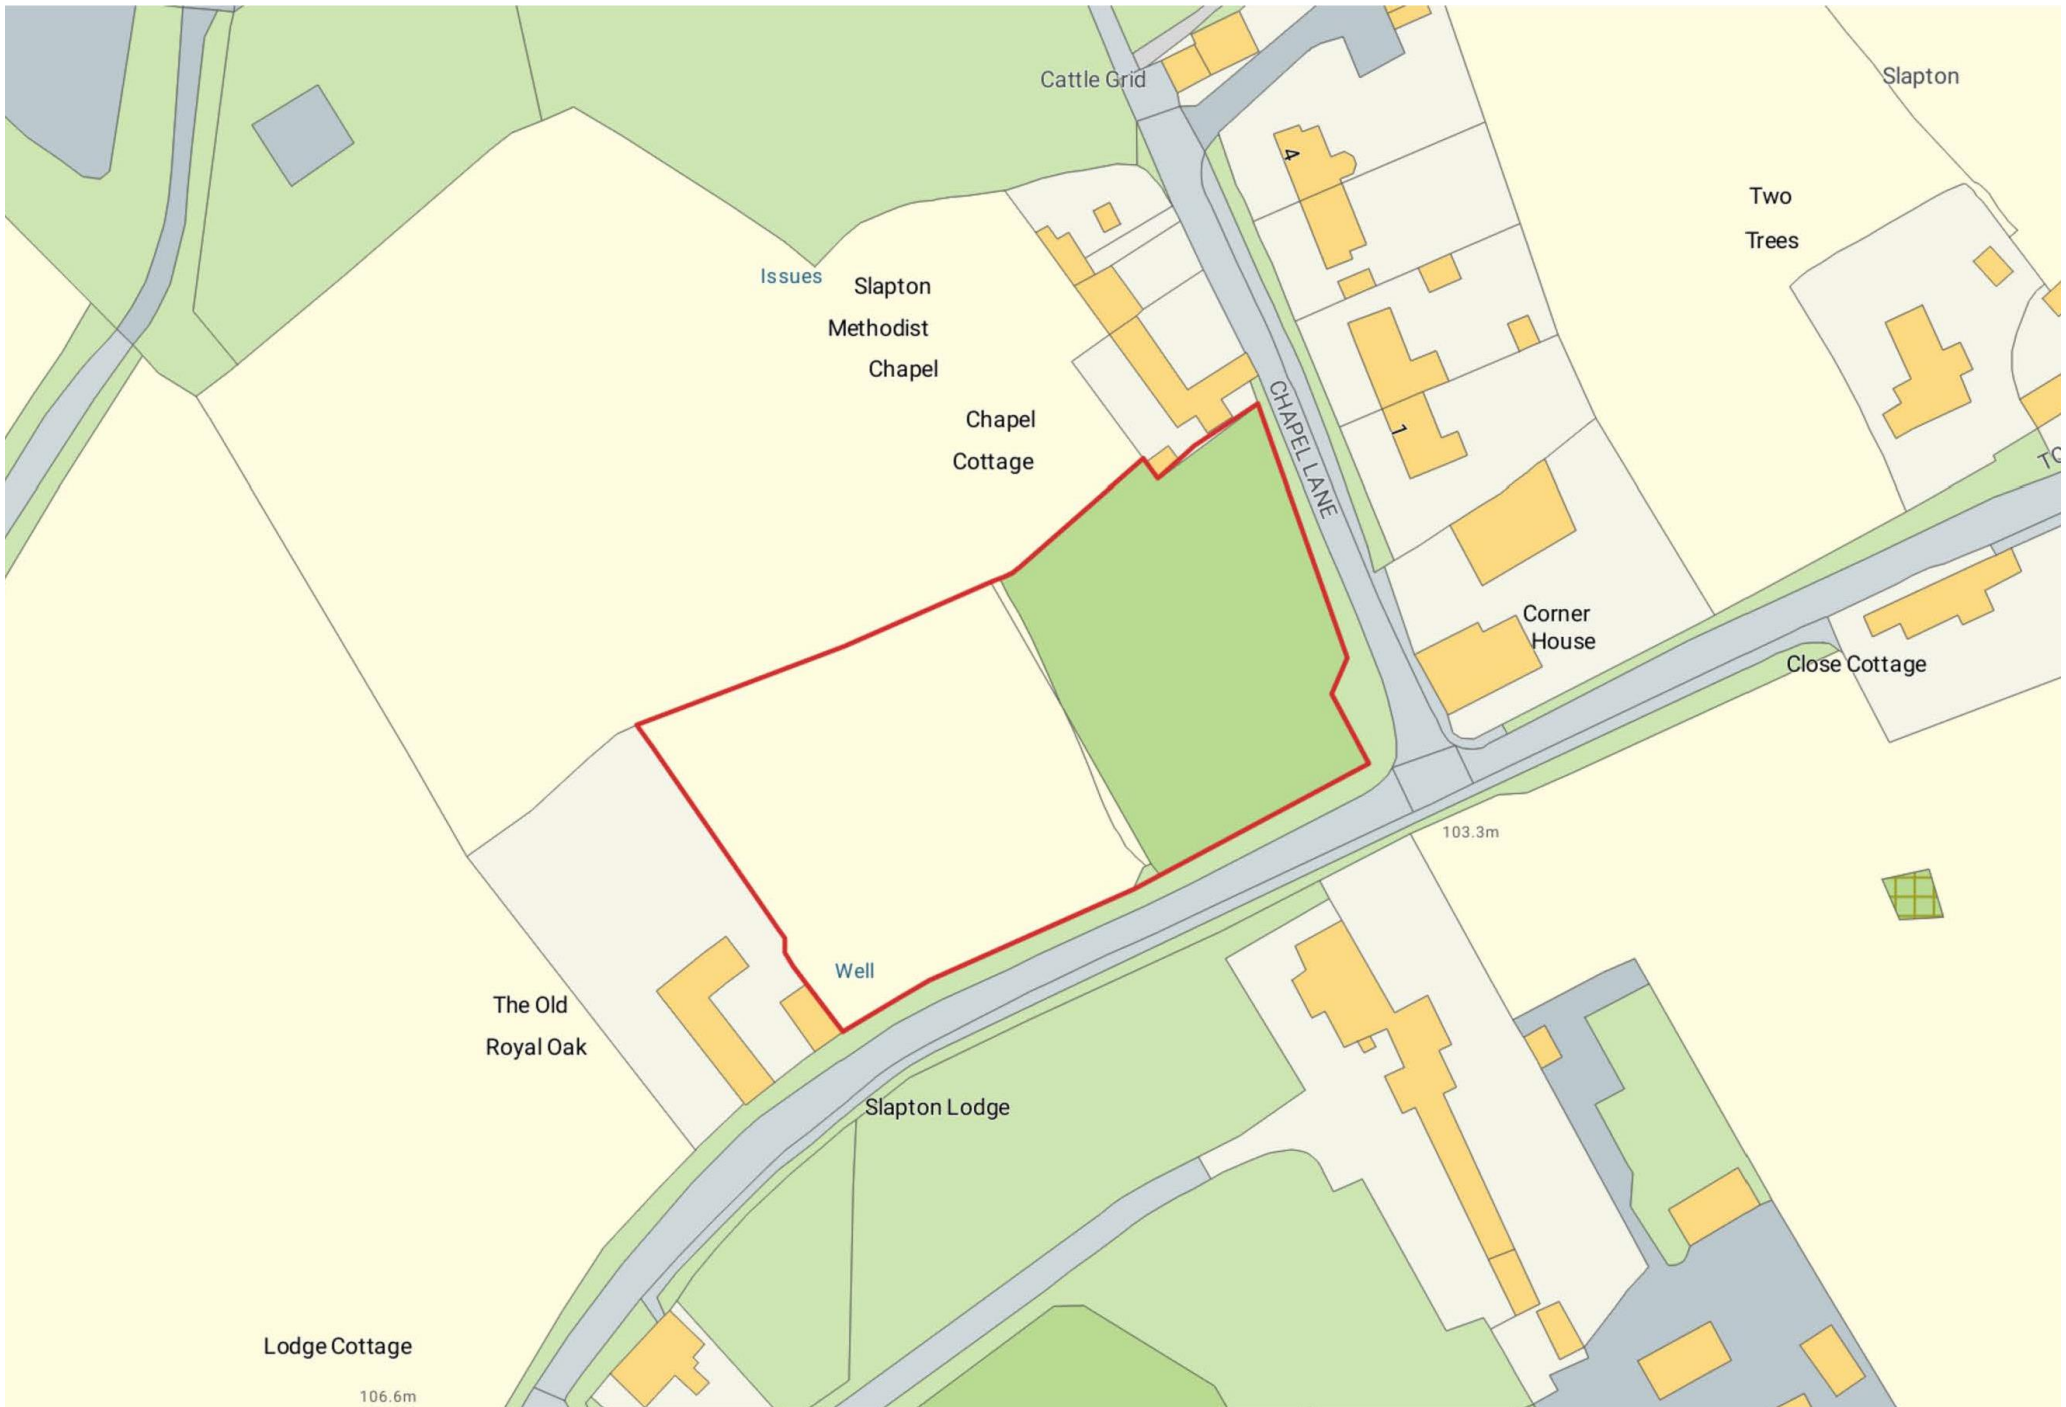 Cattle Grid
Slapton
4
Two
Trees
Issues
Slapton
Methodist
Chapel
Chapel
Cottage
CHAPEL LANE
1
TO
Corner
House
Close Cottage
103.3m
Well
The Old
Royal Oak
Slapton Lodge
Lodge Cottage
106.6m